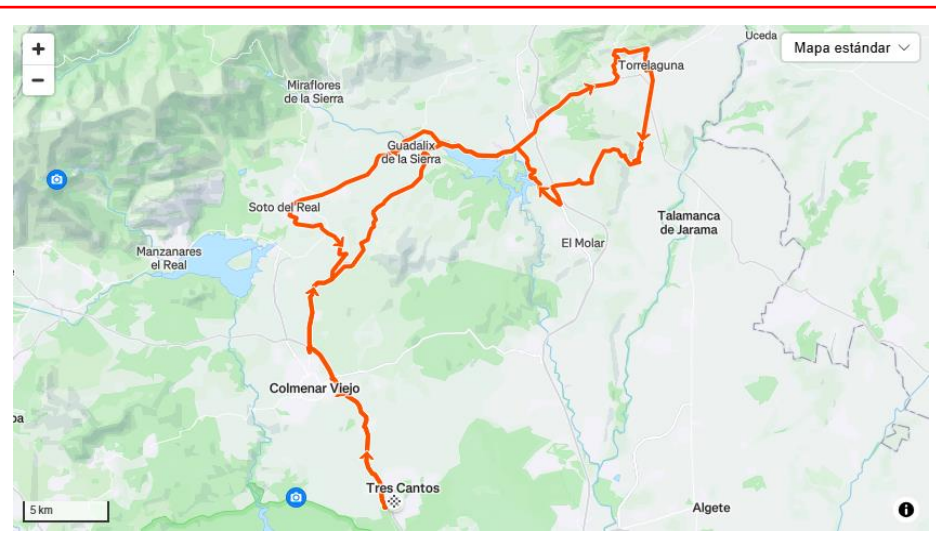 +
−
Mapa estándar
Uceda
Torrelaguna
Miraflores
de la Sierra
Guadalix
de la Sierra
Soto del Real
Talamanca
de Jarama
Manzanares
el Real
El Molar
Colmenar Viejo
ba
Tres Cantos
5 km
Algete
i